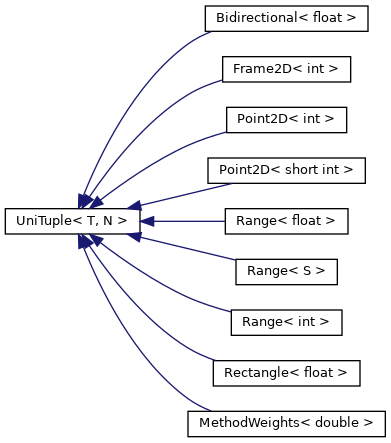 Bidirectional< float >
Frame2D< int >
Point2D< int >
Point2D< short int >
UniTuple< T, N >
Range< float >
Range< S >
Range< int >
Rectangle< float >
MethodWeights< double >